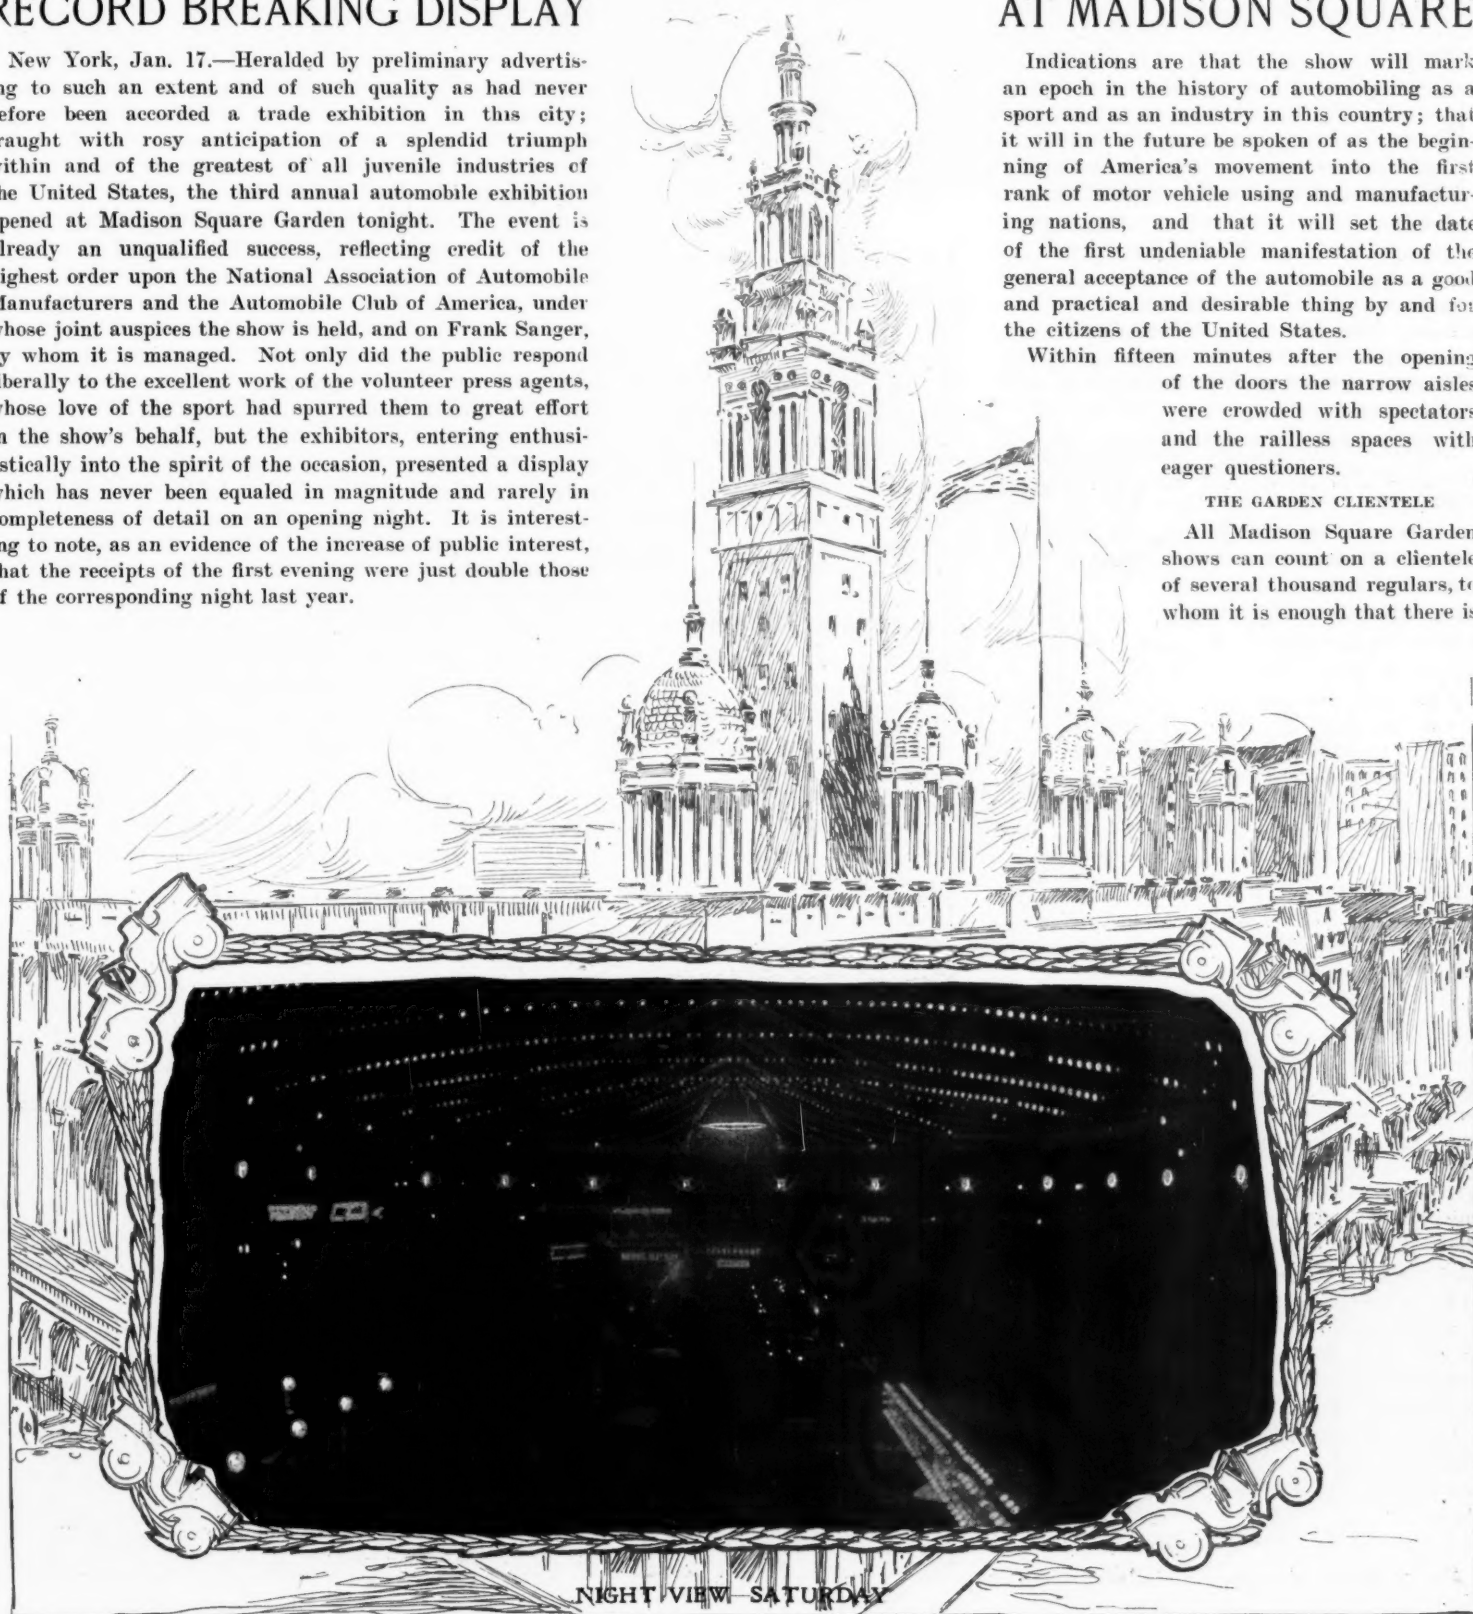 RECORD BREAKING DISPLAY
New York, Jan. 17.—Heralded by preliminary advertis-
ng to such an extent and of such quality as had never
efore been accorded a trade exhibition in this city;
raught with rosy anticipation of a splendid triumph
ithin and of the greatest of all juvenile industries of
he United States, the third annual automobile exhibition
pened at Madison Square Garden tonight. The event is
lready an unqualified success, reflecting credit of the
ighest order upon the National Association of Automobile
Manufacturers and the Automobile Club of America, under
whose joint auspices the show is held, and on Frank Sanger,
y whom it is managed. Not only did the public respond
iberally to the excellent work of the volunteer press agents,
whose love of the sport had spurred them to great effort
n the show's behalf, but the exhibitors, entering enthusi-
stically into the spirit of the occasion, presented a display
which has never been equaled in magnitude and rarely in
ompleteness of detail on an opening night. It is interest-
ng to note, as an evidence of the increase of public interest,
hat the receipts of the first evening were just double those
f the corresponding night last year.
AT MADISON SQUARE
Indications are that the show will mark
an epoch in the history of automobiling as a
sport and as an industry in this country; that
it will in the future be spoken of as the begin-
ning of America's movement into the first
rank of motor vehicle using and manufactur-
ing nations, and that it will set the date
of the first undeniable manifestation of the
general acceptance of the automobile as a good
and practical and desirable thing by and for
the citizens of the United States.
Within fifteen minutes after the opening
of the doors the narrow aisles
were crowded with spectators
and the railless spaces with
eager questioners.
THE GARDEN CLIENTELE
All Madison Square Garden
shows can count on a clientele
of several thousand regulars, to
whom it is enough that there is
NIGHT VIEW—SATURDAY